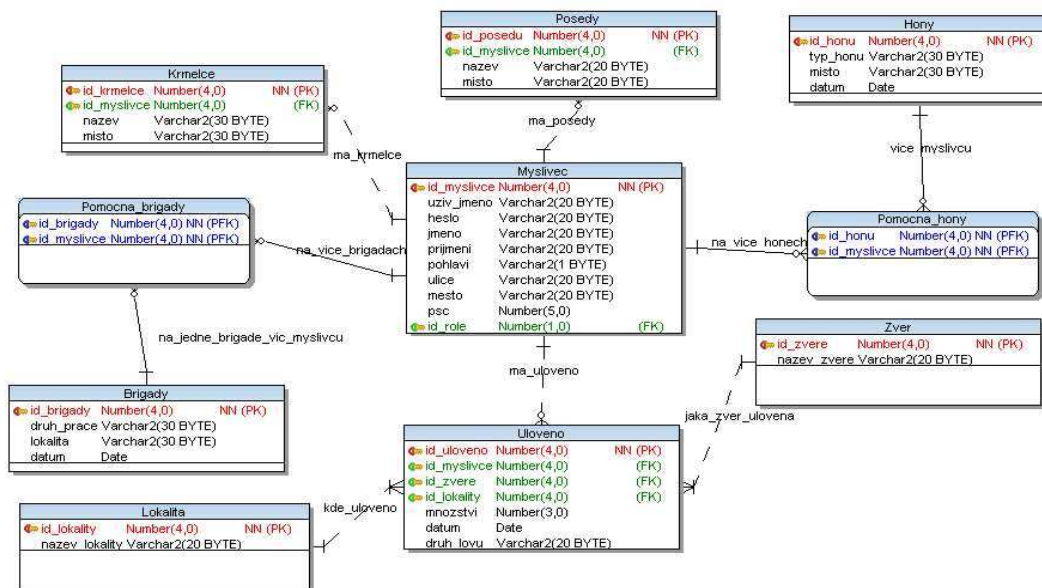 Posedy
id_posedu Number(4,0) NN (PK)
id_myslivce Number(4,0) (FK)
nazev Varchar2(20 BYTE)
misto Varchar2(20 BYTE)
Hony
id_honu Number(4,0) NN (PK)
typ_honu Varchar2(30 BYTE)
misto Varchar2(30 BYTE)
datum Date
Krmelce
id_krmelce Number(4,0) NN (PK)
id_myslivce Number(4,0) (FK)
nazev Varchar2(30 BYTE)
misto Varchar2(30 BYTE)
ma_posedy
ma_krmelce
vice_myslivcu
Myslivec
id_myslivce Number(4,0) NN (PK)
uziv_jmeno Varchar2(20 BYTE)
heslo Varchar2(20 BYTE)
jmeno Varchar2(20 BYTE)
prijmeni Varchar2(20 BYTE)
pohlavi Varchar2(1 BYTE)
ulice Varchar2(20 BYTE)
mesto Varchar2(20 BYTE)
psc Number(5,0)
id_role Number(1,0) (FK)
Pomocna_brigady
id_brigady Number(4,0) NN (PFK)
id_myslivce Number(4,0) NN (PFK)
na_vice_brigadach
na_vice_honech
Pomocna_hony
id_honu Number(4,0) NN (PFK)
id_myslivce Number(4,0) NN (PFK)
na_jedne_brigade_vic_myslivcu
ma_uloveno
Zver
id_zvere Number(4,0) NN (PK)
nazev_zvere Varchar2(20 BYTE)
jaka_zver_ulovena
Brigady
id_brigady Number(4,0) NN (PK)
druh_prace Varchar2(30 BYTE)
lokalita Varchar2(30 BYTE)
datum Date
Uloveno
id_uloveno Number(4,0) NN (PK)
id_myslivce Number(4,0) (FK)
id_zvere Number(4,0) (FK)
id_lokality Number(4,0) (FK)
mnozstvi Number(3,0)
datum Date
druh_lovu Varchar2(20 BYTE)
kde_uloveno
Lokalita
id_lokality Number(4,0) NN (PK)
nazev_lokality Varchar2(20 BYTE)